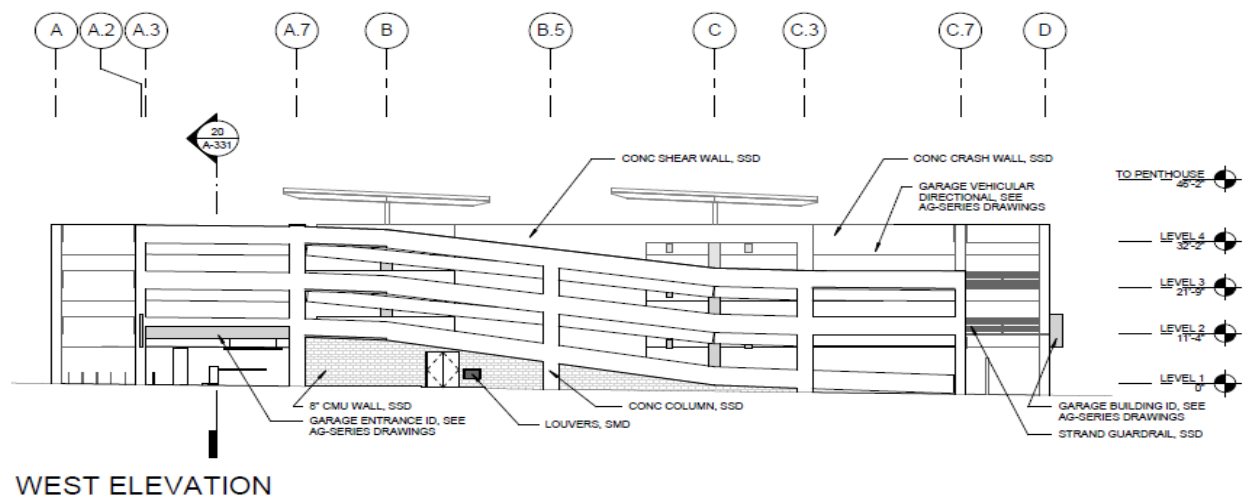 A A.2 A.3 A.7 B B.5 C C.3 C.7 D
20
A-331
CONC SHEAR WALL, SSD
CONC CRASH WALL, SSD
GARAGE VEHICULAR
DIRECTIONAL, SEE
AG-SERIES DRAWINGS
TO PENTHOUSE
46'-2"
LEVEL 4
32'-2"
LEVEL 3
21'-9"
LEVEL 2
11'-4"
LEVEL 1
0"
8" CMU WALL, SSD
GARAGE ENTRANCE ID, SEE
AG-SERIES DRAWINGS
LOUVERS, SMD
CONC COLUMN, SSD
GARAGE BUILDING ID, SEE
AG-SERIES DRAWINGS
STRAND GUARDRAIL, SSD
WEST ELEVATION